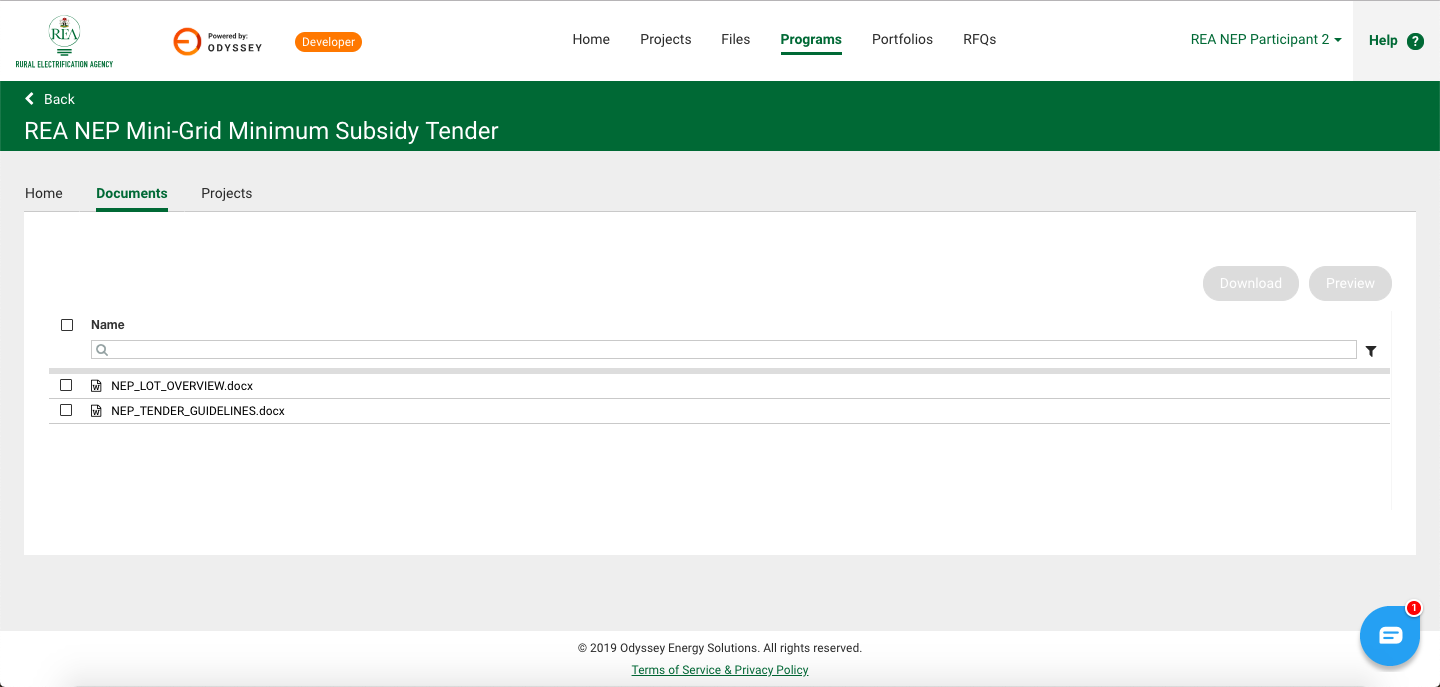 REA
RURAL ELECTRIFICATION AGENCY
Powered by:
ODYSSEY
Developer
Home Projects Files Programs Portfolios RFQs
REA NEP Participant 2
Help ?
Back
REA NEP Mini-Grid Minimum Subsidy Tender
Home Documents Projects
Download Preview
Name
NEP_LOT_OVERVIEW.docx
NEP_TENDER_GUIDELINES.docx
1
© 2019 Odyssey Energy Solutions. All rights reserved.
Terms of Service & Privacy Policy